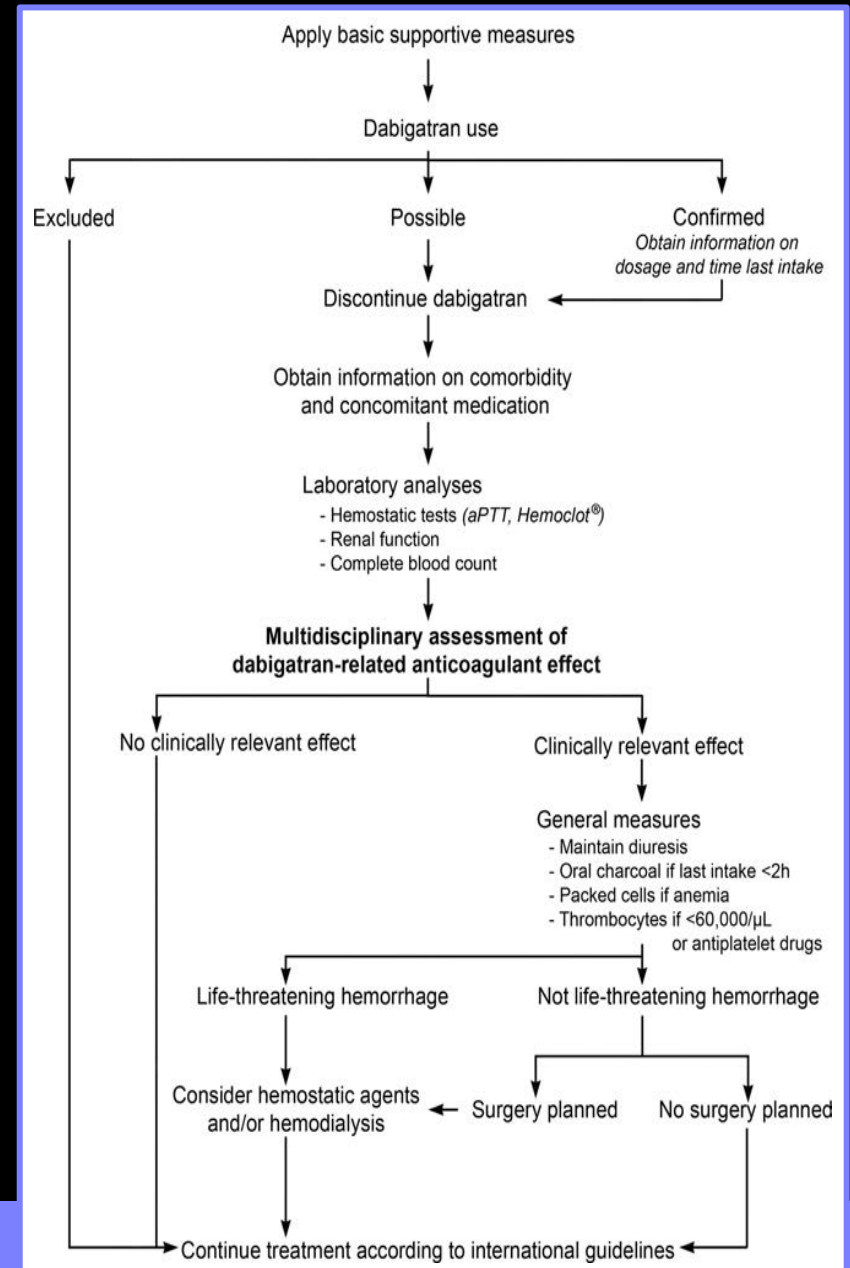 Apply basic supportive measures
Dabigatran use
Excluded
Possible
Confirmed
Obtain information on
dosage and time last intake
Discontinue dabigatran
Obtain information on comorbidity
and concomitant medication
Laboratory analyses
- Hemostatic tests (aPTT, Hemoclot®)
- Renal function
- Complete blood count
Multidisciplinary assessment of
dabigatran-related anticoagulant effect
No clinically relevant effect
Clinically relevant effect
General measures
- Maintain diuresis
- Oral charcoal if last intake <2h
- Packed cells if anemia
- Thrombocytes if <60,000/µL
or antiplatelet drugs
Life-threatening hemorrhage
Not life-threatening hemorrhage
Consider hemostatic agents
and/or hemodialysis
Surgery planned
No surgery planned
Continue treatment according to international guidelines